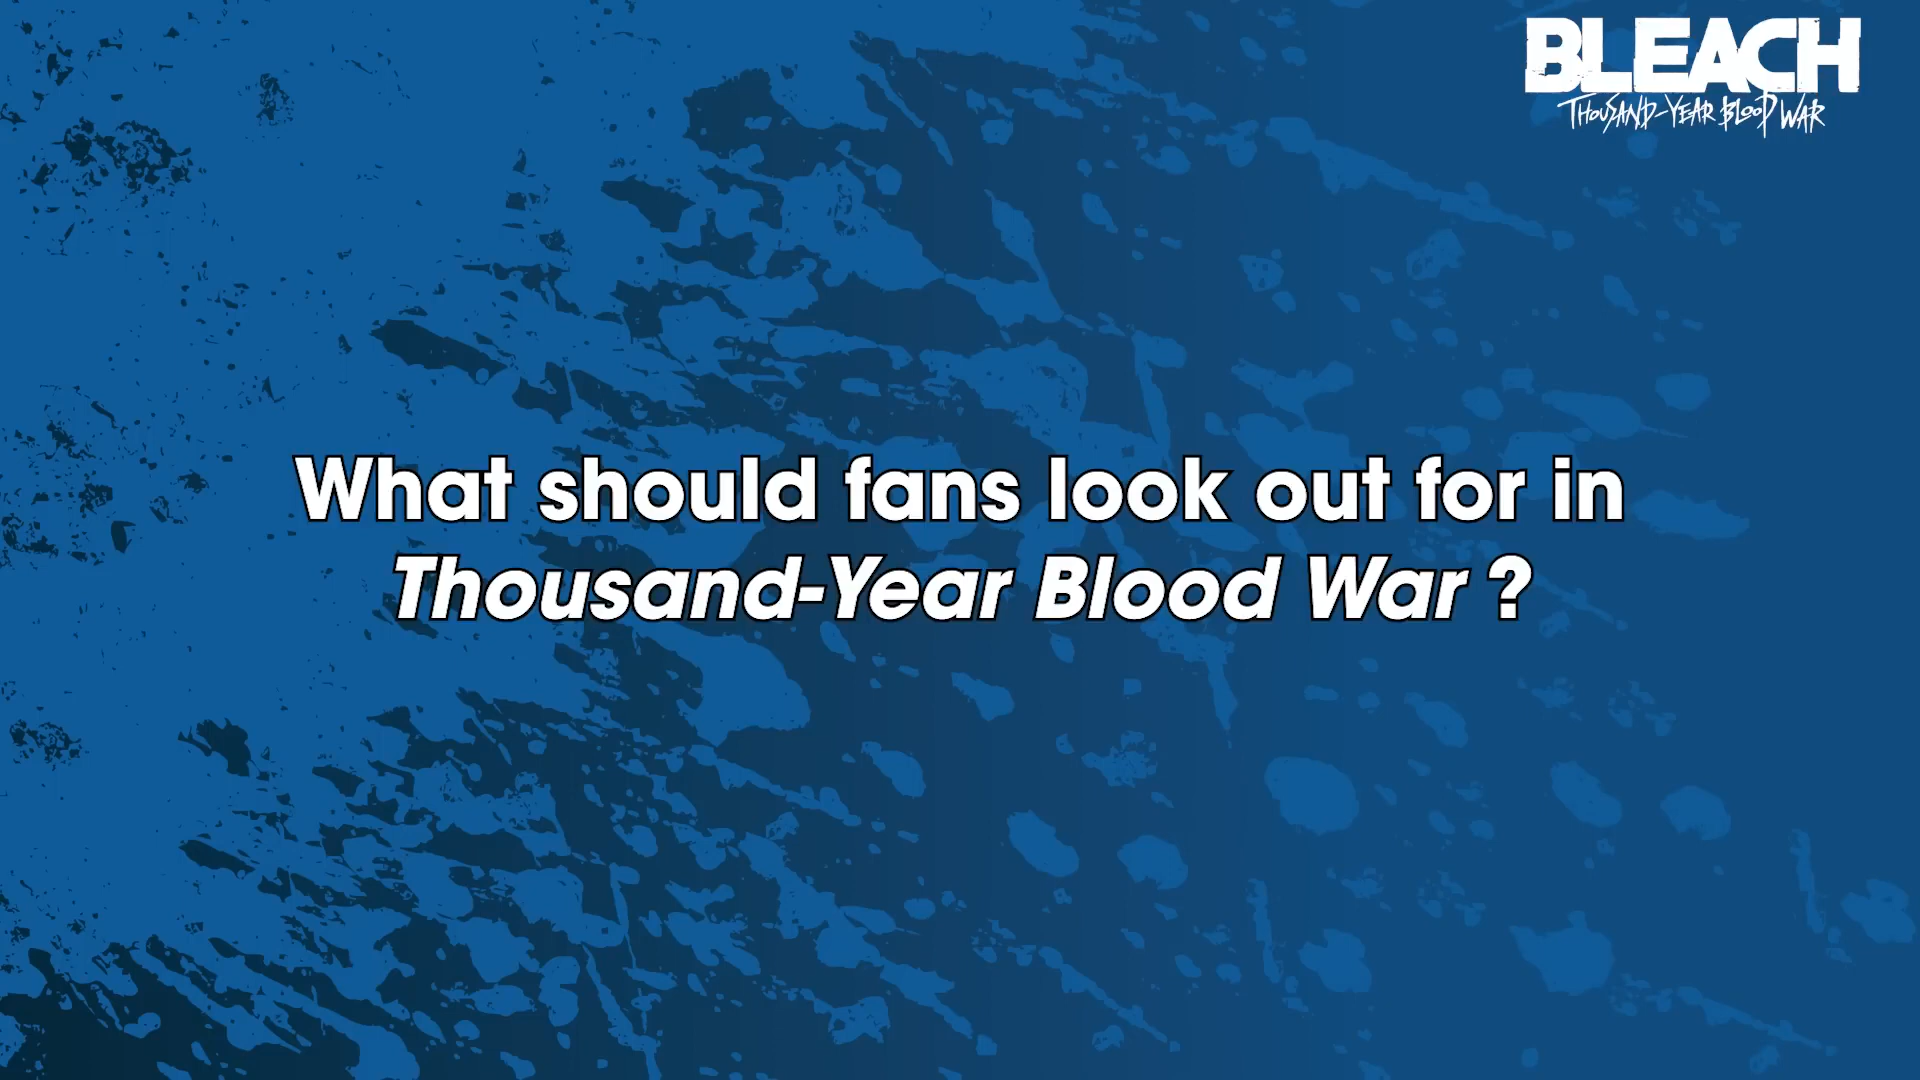 BLEACH
THOUSAND-YEAR BLOOD WAR
What should fans look out for in
Thousand-Year Blood War ?